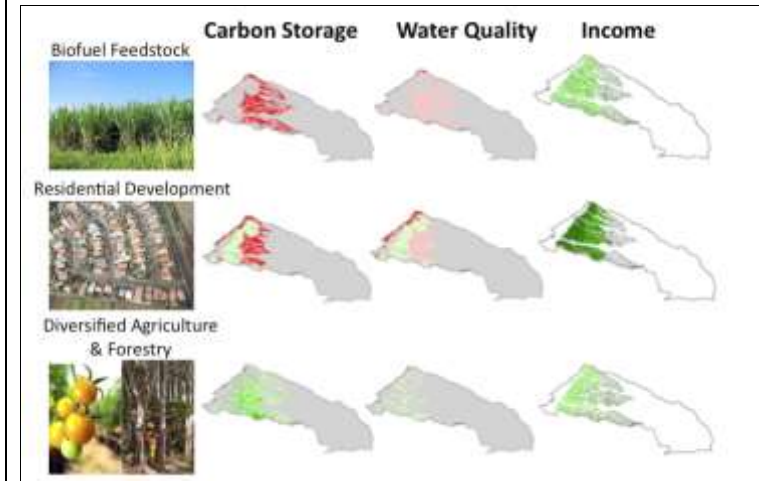 Carbon Storage Water Quality Income
Biofuel Feedstock
Residential Development
Diversified Agriculture
& Forestry